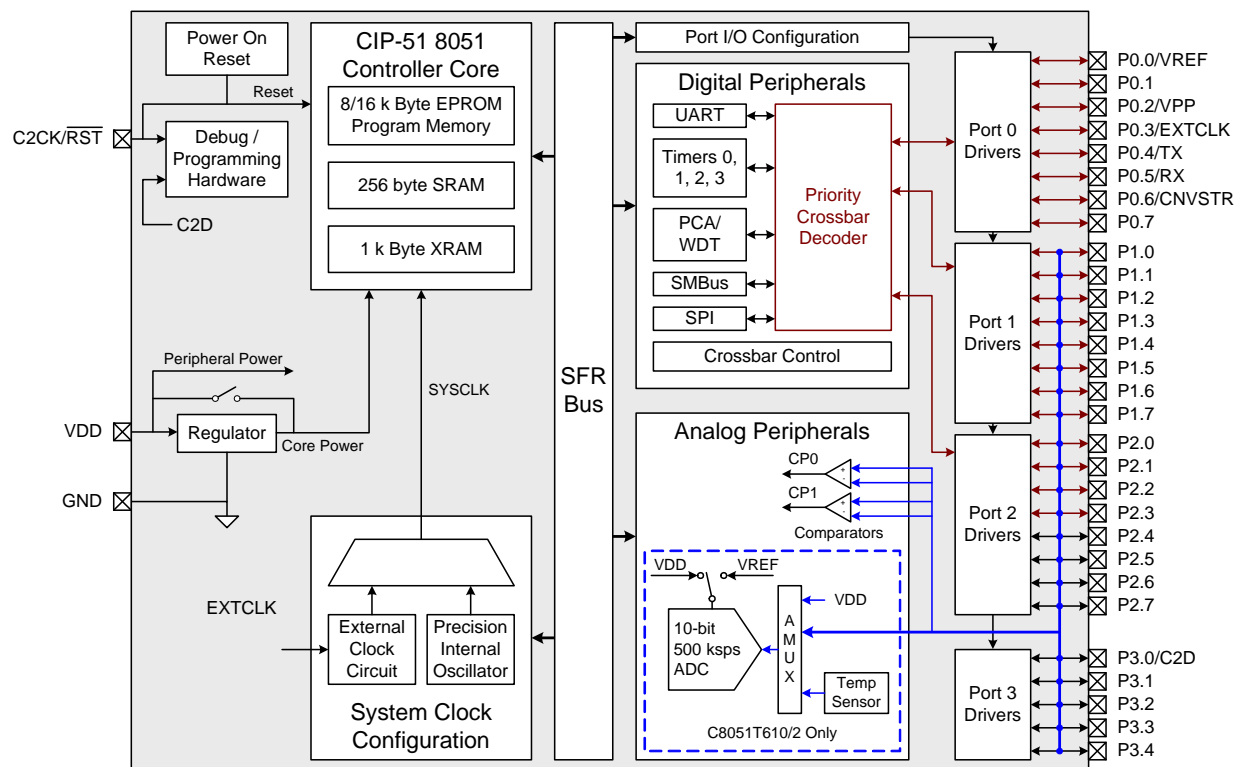 Power On
Reset
Reset
C2CK/RST
Debug /
Programming
Hardware
C2D
CIP-51 8051
Controller Core
8/16 k Byte EPROM
Program Memory
256 byte SRAM
1 k Byte XRAM
Peripheral Power
VDD
Regulator
Core Power
GND
SYSCLK
EXTCLK
External
Clock
Circuit
Precision
Internal
Oscillator
System Clock
Configuration
SFR
Bus
Port I/O Configuration
Digital Peripherals
UART
Timers 0,
1, 2, 3
PCA/
WDT
SMBus
SPI
Priority
Crossbar
Decoder
Crossbar Control
Analog Peripherals
CP0
+
-
CP1
+
-
Comparators
VDD
VREF
10-bit
500 ksps
ADC
A
M
U
X
VDD
Temp
Sensor
C8051T610/2 Only
Port 0
Drivers
Port 1
Drivers
Port 2
Drivers
Port 3
Drivers
P0.0/VREF
P0.1
P0.2/VPP
P0.3/EXTCLK
P0.4/TX
P0.5/RX
P0.6/CNVSTR
P0.7
P1.0
P1.1
P1.2
P1.3
P1.4
P1.5
P1.6
P1.7
P2.0
P2.1
P2.2
P2.3
P2.4
P2.5
P2.6
P2.7
P3.0/C2D
P3.1
P3.2
P3.3
P3.4